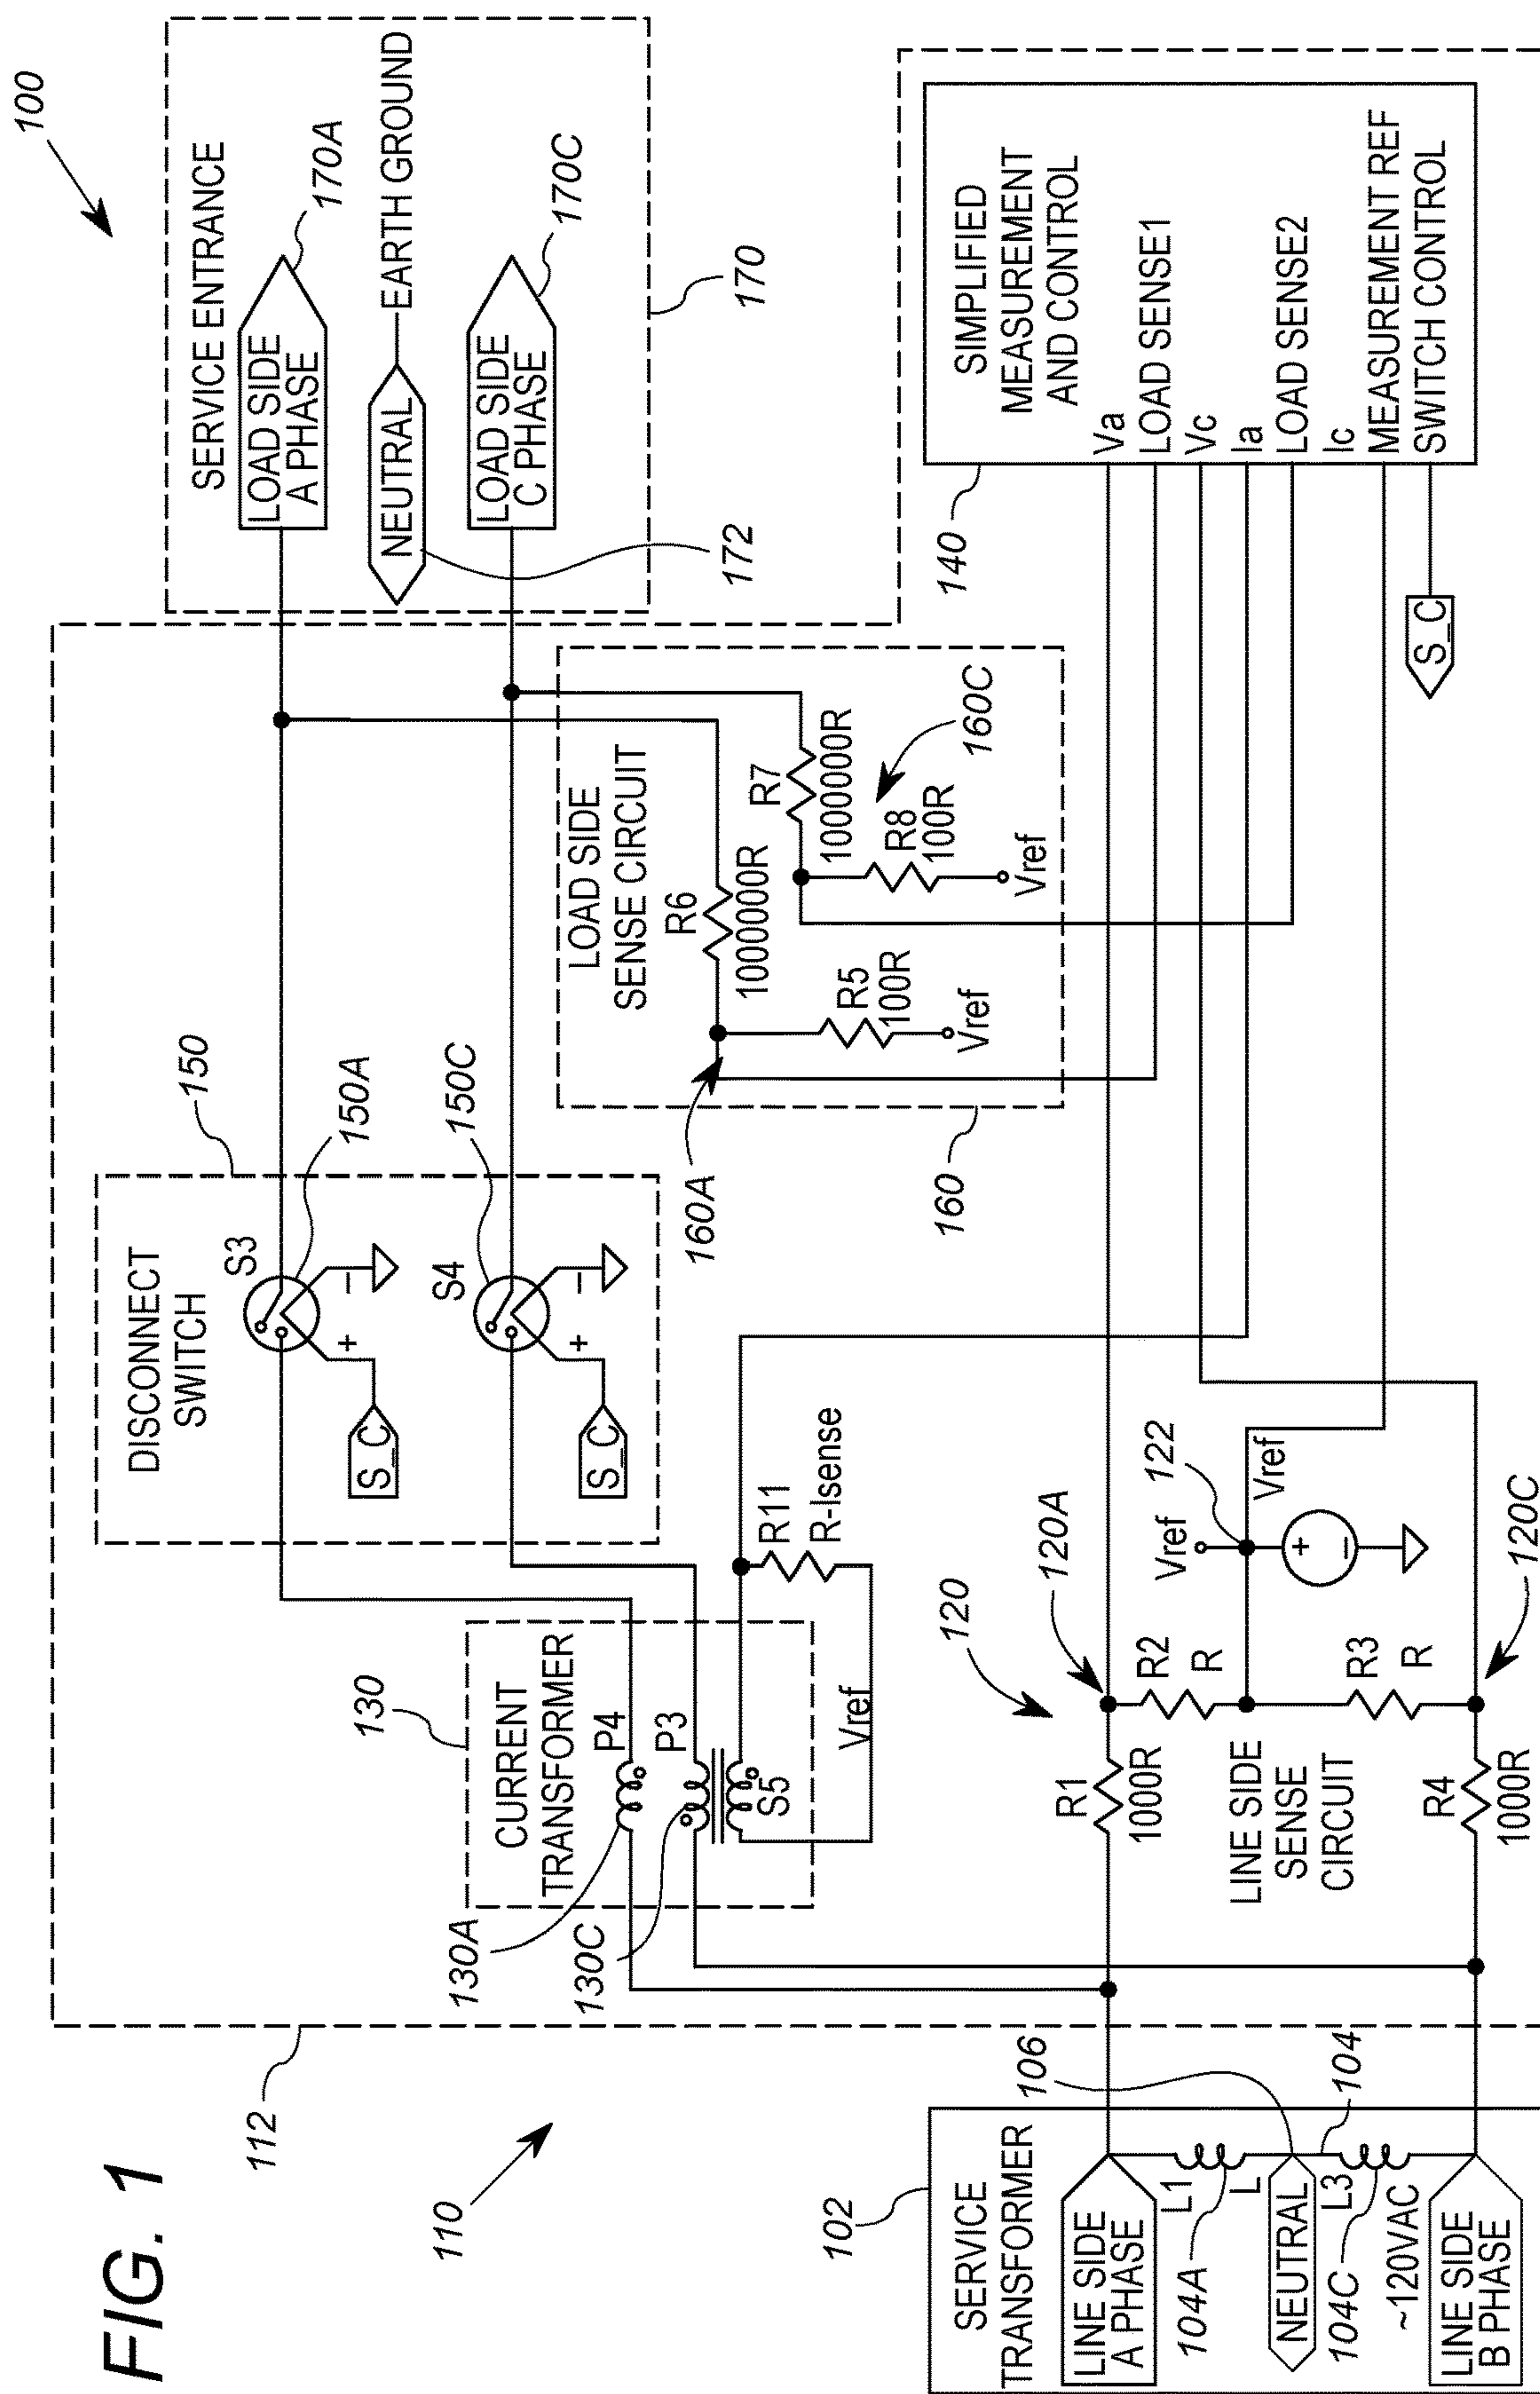 FIG. 1
100
110
112
SERVICE
TRANSFORMER
102
LINE SIDE
A PHASE
L1
L
104A
106
NEUTRAL
104
L3
104C
~120VAC
LINE SIDE
B PHASE
130
CURRENT
TRANSFORMER
P4
P3
S5
130A
130C
Vref
R11
R-Isense
120
120A
R1
1000R
R2
R
LINE SIDE
SENSE
CIRCUIT
R3
R
R4
1000R
120C
Vref
122
Vref
+
–
DISCONNECT
SWITCH
150
S3
150A
+
–
S_C
S4
150C
+
–
S_C
LOAD SIDE
SENSE CIRCUIT
R6
1000000R
R5
100R
Vref
160A
R7
1000000R
R8
100R
Vref
160C
160
SERVICE ENTRANCE
LOAD SIDE
A PHASE
170A
NEUTRAL
EARTH GROUND
172
LOAD SIDE
C PHASE
170C
170
SIMPLIFIED
MEASUREMENT
AND CONTROL
Va
LOAD SENSE1
Vc
Ia
LOAD SENSE2
Ic
MEASUREMENT REF
SWITCH CONTROL
140
S_C